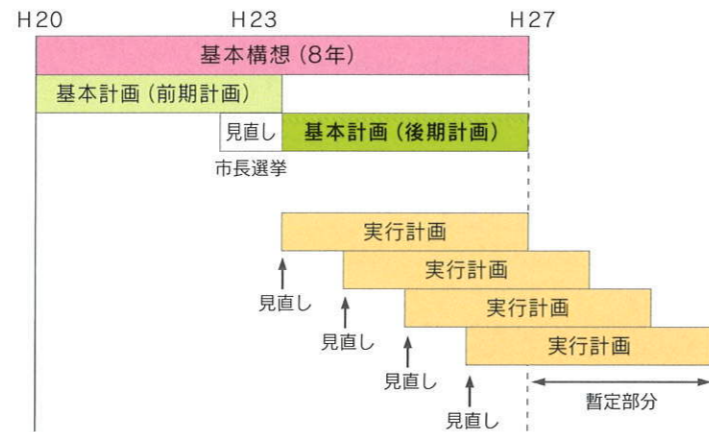 H20 H23 H27
基本構想（8年）
基本計画（前期計画）
見直し 基本計画（後期計画）
市長選挙
実行計画
見直し
実行計画
見直し
実行計画
見直し
実行計画
見直し
暫定部分